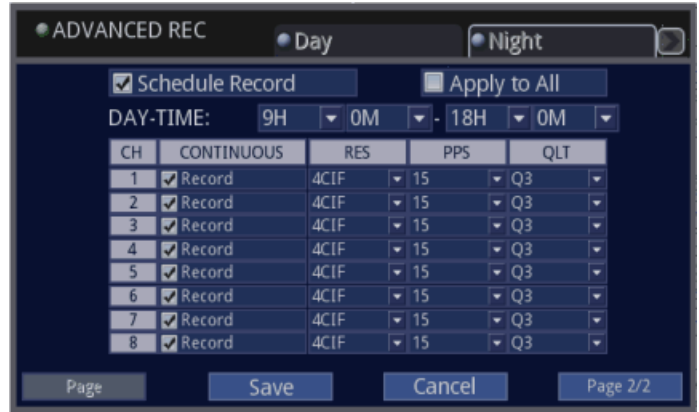 ADVANCED REC Day Night
Schedule Record Apply to All
DAY-TIME: 9H 0M - 18H 0M
CH CONTINUOUS RES PPS QLT
1 Record 4CIF 15 Q3
2 Record 4CIF 15 Q3
3 Record 4CIF 15 Q3
4 Record 4CIF 15 Q3
5 Record 4CIF 15 Q3
6 Record 4CIF 15 Q3
7 Record 4CIF 15 Q3
8 Record 4CIF 15 Q3
Page Save Cancel Page 2/2